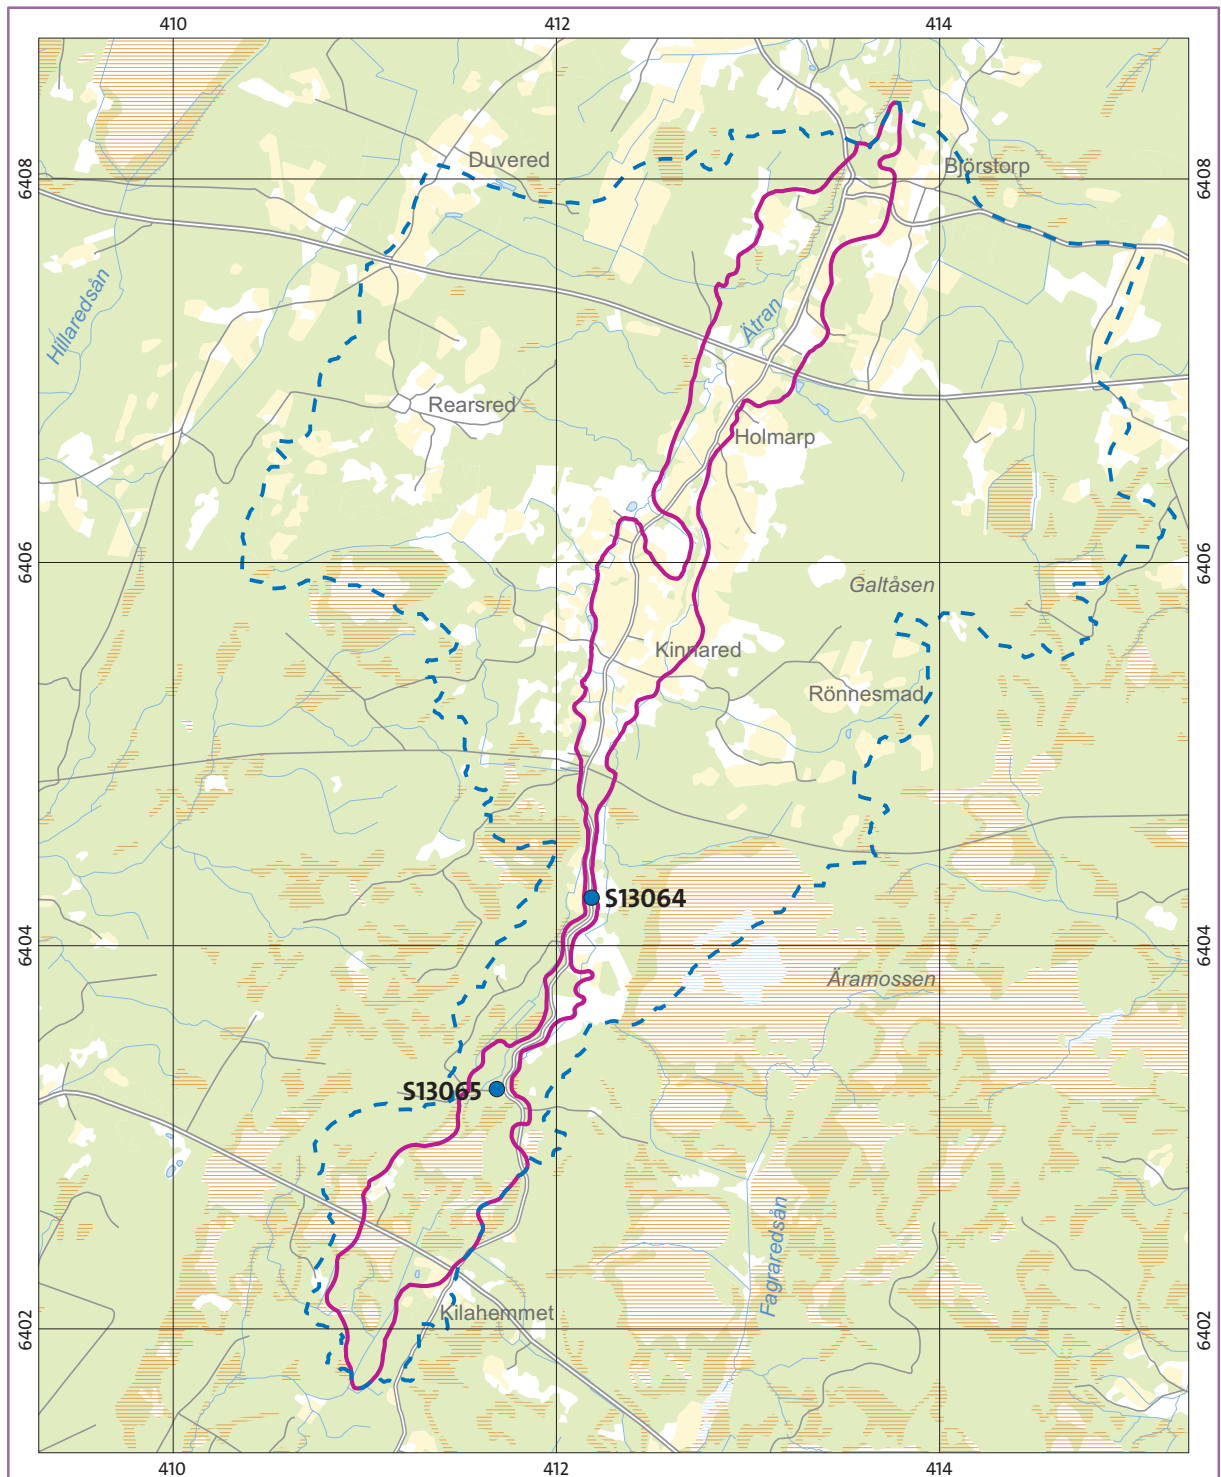 410 412 414
6408 6408
Duvered
Björstorp
Hillaredsån
Ätran
Rearsred
Holmarp
6406 6406
Galtåsen
Kinnared
Rönnesmad
S13064
6404 6404
Äramossen
S13065
Fagraredsån
Kilahemmet
6402 6402
410 412 414